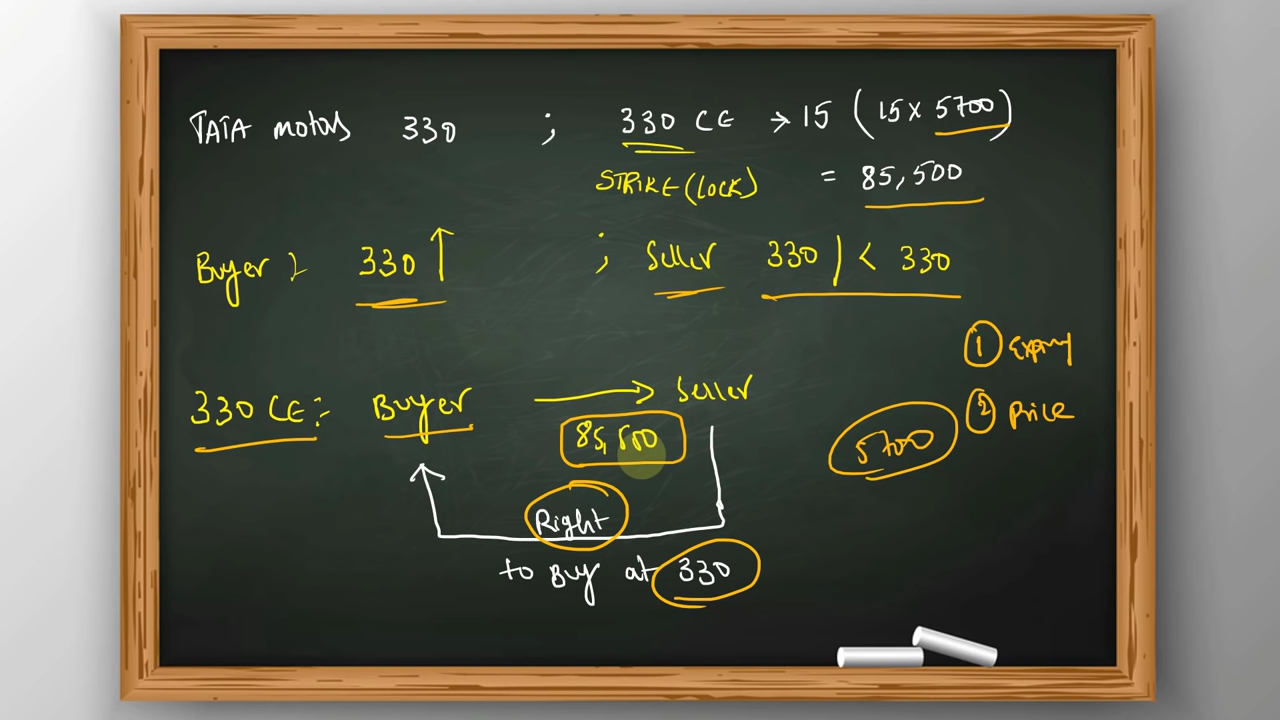 TATA motors 330 ; 330 CE → 15 (15 x 5700)
STRIKE (LOCK) = 85,500
Buyer : 330 ↑ ; Seller 330 | < 330
① Expiry
330 CE : Buyer → Seller
② Price
85,500
5700
Right
to Buy at 330